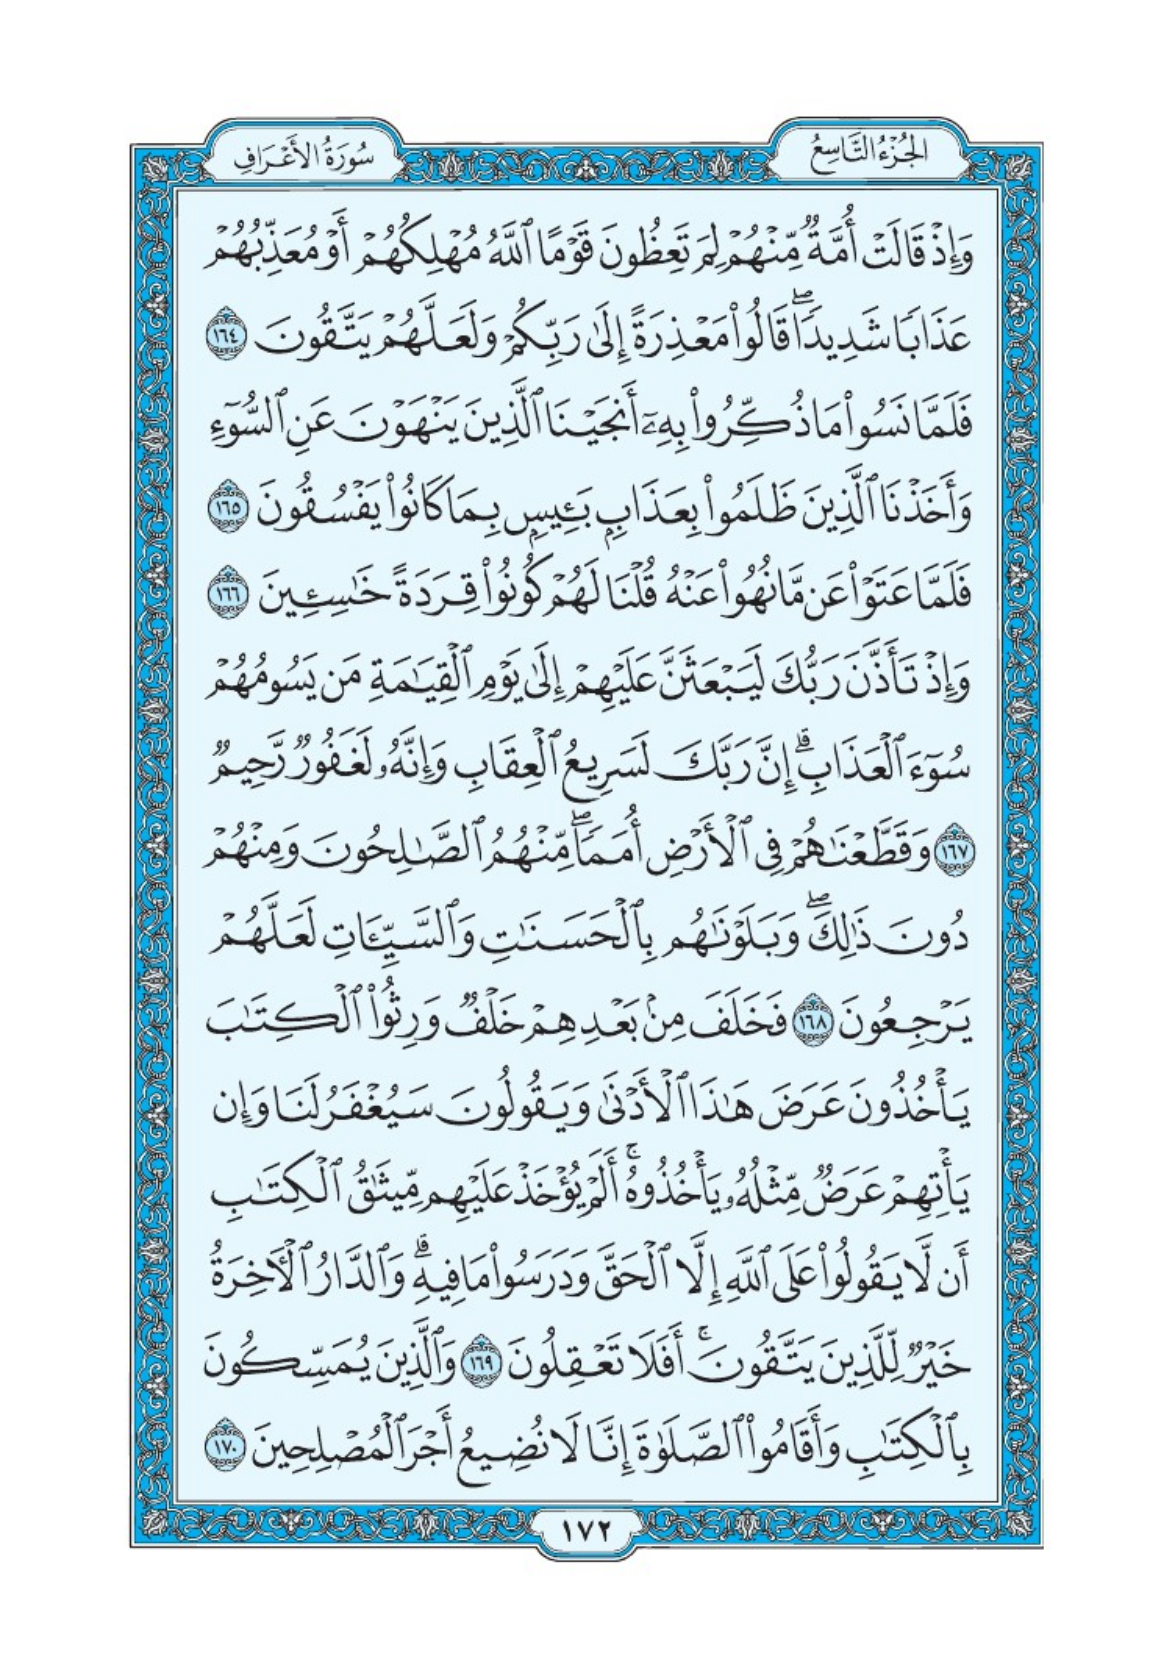 الجُزْءُ التَّاسِعُ
سُورَةُ الأَعْرَافِ
وَإِذْ قَالَتْ أُمَّةٌ مِّنْهُمْ لِمَ تَعِظُونَ قَوْمًا ٱللَّهُ مُهْلِكُهُمْ أَوْ مُعَذِّبُهُمْ
عَذَابًا شَدِيدًاۖ قَالُوا۟ مَعْذِرَةً إِلَىٰ رَبِّكُمْ وَلَعَلَّهُمْ يَتَّقُونَ ١٦٤
فَلَمَّا نَسُوا۟ مَا ذُكِّرُوا۟ بِهِۦٓ أَنجَيْنَا ٱلَّذِينَ يَنْهَوْنَ عَنِ ٱلسُّوٓءِ
وَأَخَذْنَا ٱلَّذِينَ ظَلَمُوا۟ بِعَذَابٍۭ بَـِٔيسٍۭ بِمَا كَانُوا۟ يَفْسُقُونَ ١٦٥
فَلَمَّا عَتَوْا۟ عَن مَّا نُهُوا۟ عَنْهُ قُلْنَا لَهُمْ كُونُوا۟ قِرَدَةً خَـٰسِـِٔينَ ١٦٦
وَإِذْ تَأَذَّنَ رَبُّكَ لَيَبْعَثَنَّ عَلَيْهِمْ إِلَىٰ يَوْمِ ٱلْقِيَـٰمَةِ مَن يَسُومُهُمْ
سُوٓءَ ٱلْعَذَابِۗ إِنَّ رَبَّكَ لَسَرِيعُ ٱلْعِقَابِ وَإِنَّهُۥ لَغَفُورٌ رَّحِيمٌ
١٦٧ وَقَطَّعْنَـٰهُمْ فِى ٱلْأَرْضِ أُمَمًاۖ مِّنْهُمُ ٱلصَّـٰلِحُونَ وَمِنْهُمْ
دُونَ ذَٰلِكَۖ وَبَلَوْنَـٰهُم بِٱلْحَسَنَـٰتِ وَٱلسَّيِّـَٔاتِ لَعَلَّهُمْ
يَرْجِعُونَ ١٦٨ فَخَلَفَ مِنۢ بَعْدِهِمْ خَلْفٌ وَرِثُوا۟ ٱلْكِتَـٰبَ
يَأْخُذُونَ عَرَضَ هَـٰذَا ٱلْأَدْنَىٰ وَيَقُولُونَ سَيُغْفَرُ لَنَا وَإِن
يَأْتِهِمْ عَرَضٌ مِّثْلُهُۥ يَأْخُذُوهُۚ أَلَمْ يُؤْخَذْ عَلَيْهِم مِّيثَـٰقُ ٱلْكِتَـٰبِ
أَن لَّا يَقُولُوا۟ عَلَى ٱللَّهِ إِلَّا ٱلْحَقَّ وَدَرَسُوا۟ مَا فِيهِۗ وَٱلدَّارُ ٱلْـَٔاخِرَةُ
خَيْرٌ لِّلَّذِينَ يَتَّقُونَۚ أَفَلَا تَعْقِلُونَ ١٦٩ وَٱلَّذِينَ يُمَسِّكُونَ
بِٱلْكِتَـٰبِ وَأَقَامُوا۟ ٱلصَّلَوٰةَ إِنَّا لَا نُضِيعُ أَجْرَ ٱلْمُصْلِحِينَ ١٧٠
١٧٢